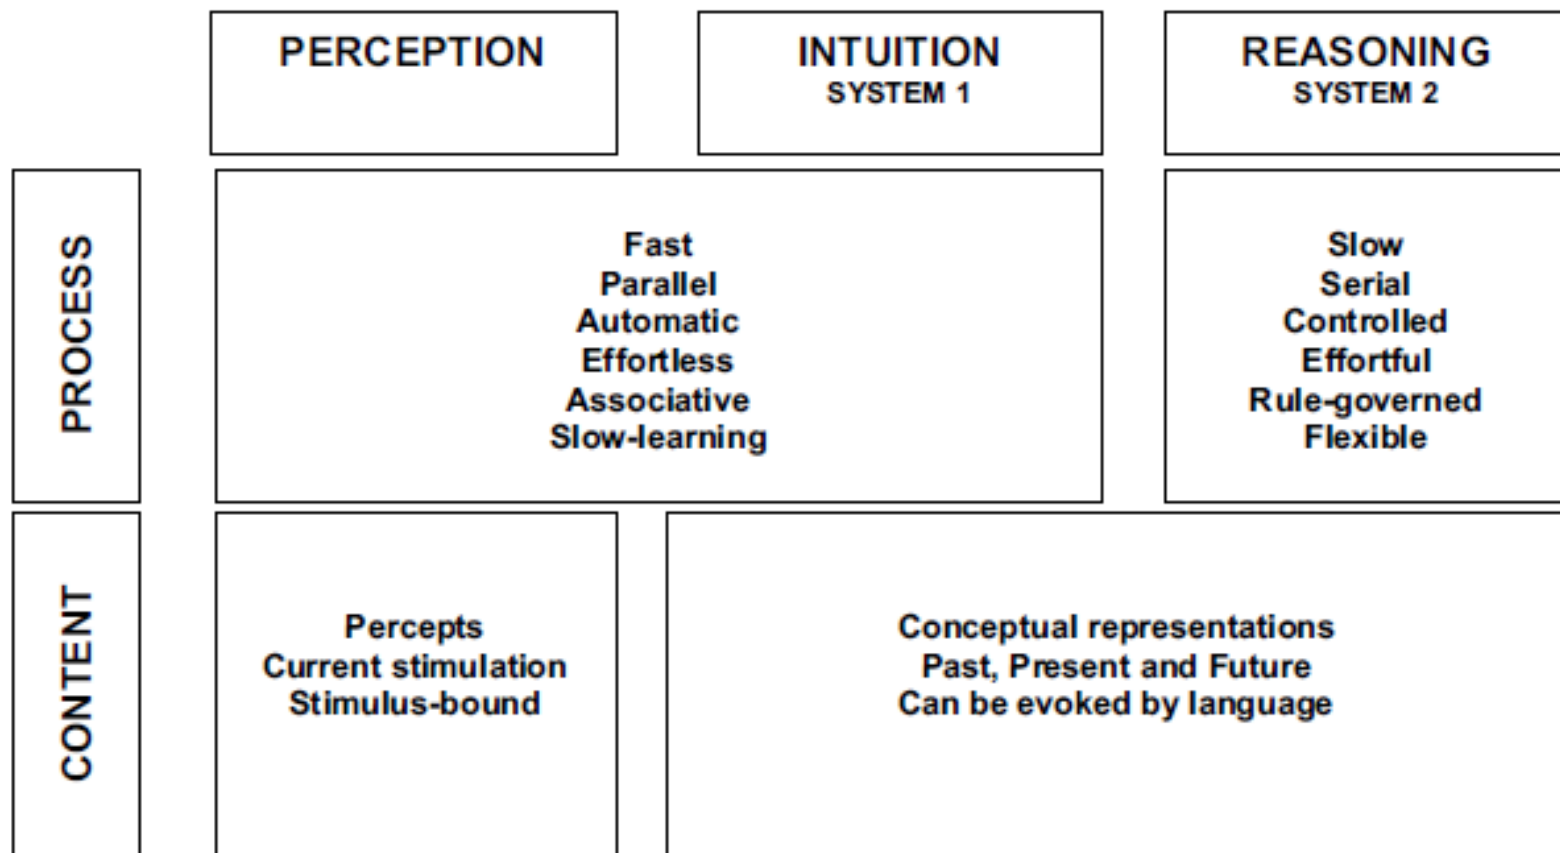 PERCEPTION
INTUITION
SYSTEM 1
REASONING
SYSTEM 2
PROCESS
Fast
Parallel
Automatic
Effortless
Associative
Slow-learning
Slow
Serial
Controlled
Effortful
Rule-governed
Flexible
CONTENT
Percepts
Current stimulation
Stimulus-bound
Conceptual representations
Past, Present and Future
Can be evoked by language